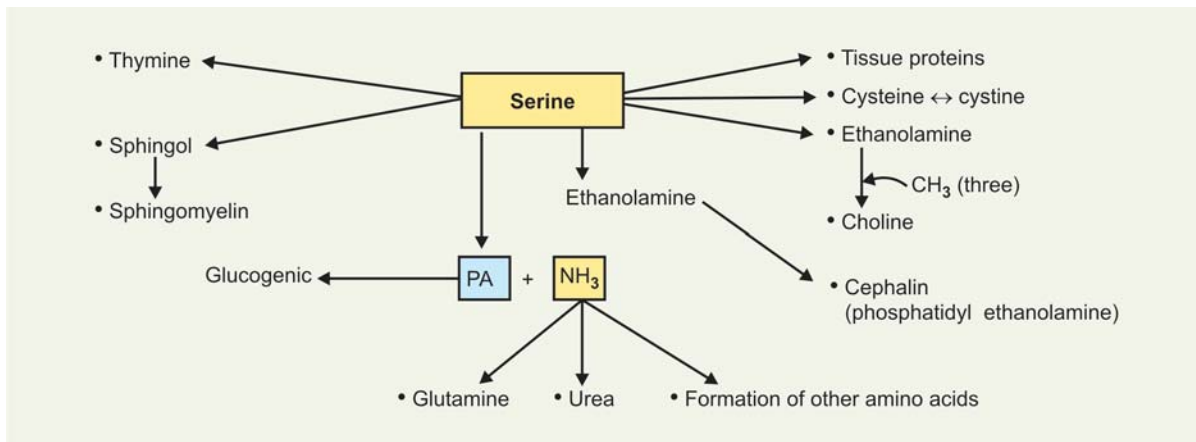 • Thymine
Serine
• Tissue proteins
• Cysteine ↔ cystine
• Sphingol
• Ethanolamine
CH3 (three)
• Sphingomyelin
Ethanolamine
• Choline
Glucogenic
PA + NH3
• Cephalin
(phosphatidyl ethanolamine)
• Glutamine
• Urea
• Formation of other amino acids